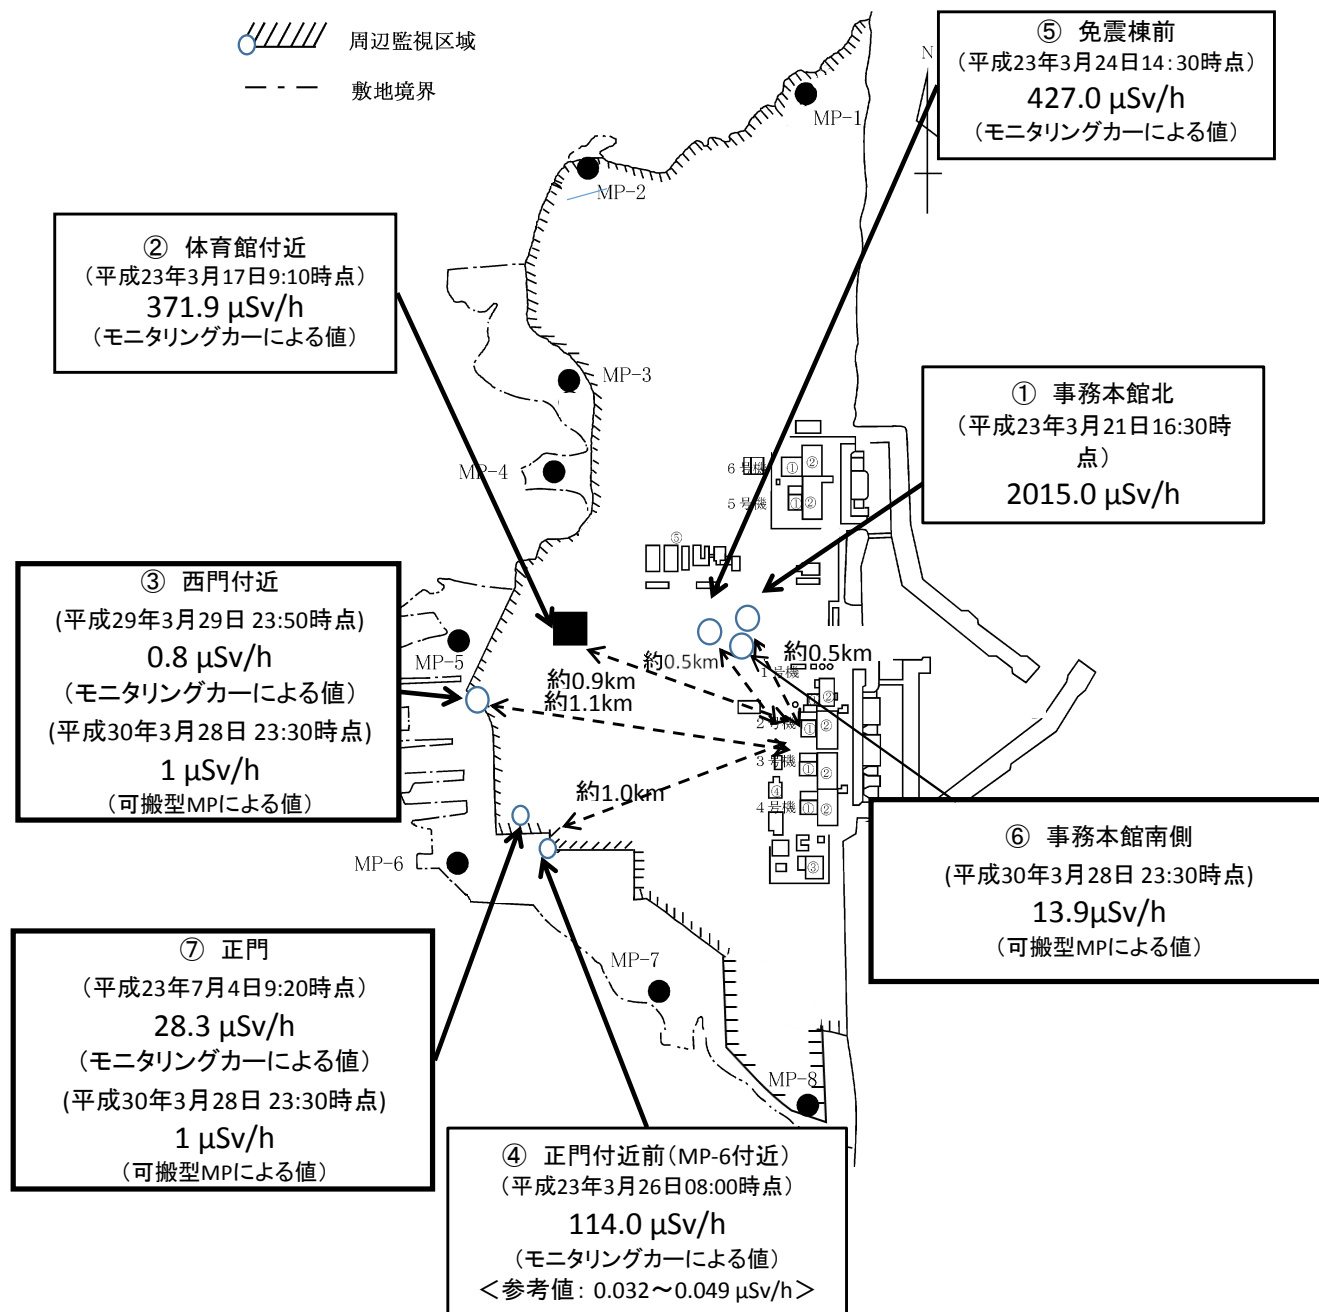 周辺監視区域
敷地境界
⑤ 免震棟前
(平成23年3月24日14:30時点)
427.0 μSv/h
(モニタリングカーによる値)
N
MP-1
MP-2
② 体育館付近
(平成23年3月17日9:10時点)
371.9 μSv/h
(モニタリングカーによる値)
MP-3
① 事務本館北
(平成23年3月21日16:30時
点)
2015.0 μSv/h
MP-4
6号機
① ②
5号機
① ②
⑤
③ 西門付近
(平成29年3月29日 23:50時点)
0.8 μSv/h
(モニタリングカーによる値)
(平成30年3月28日 23:30時点)
1 μSv/h
(可搬型MPによる値)
MP-5
約0.5km
約0.5km
約0.9km
約1.1km
1号機
②
2号機
① ②
3号機
① ②
④
4号機
① ②
③
約1.0km
MP-6
⑥ 事務本館南側
(平成30年3月28日 23:30時点)
13.9μSv/h
(可搬型MPによる値)
⑦ 正門
(平成23年7月4日9:20時点)
28.3 μSv/h
(モニタリングカーによる値)
(平成30年3月28日 23:30時点)
1 μSv/h
(可搬型MPによる値)
MP-7
MP-8
④ 正門付近前(MP-6付近)
(平成23年3月26日08:00時点)
114.0 μSv/h
(モニタリングカーによる値)
<参考値: 0.032~0.049 μSv/h>